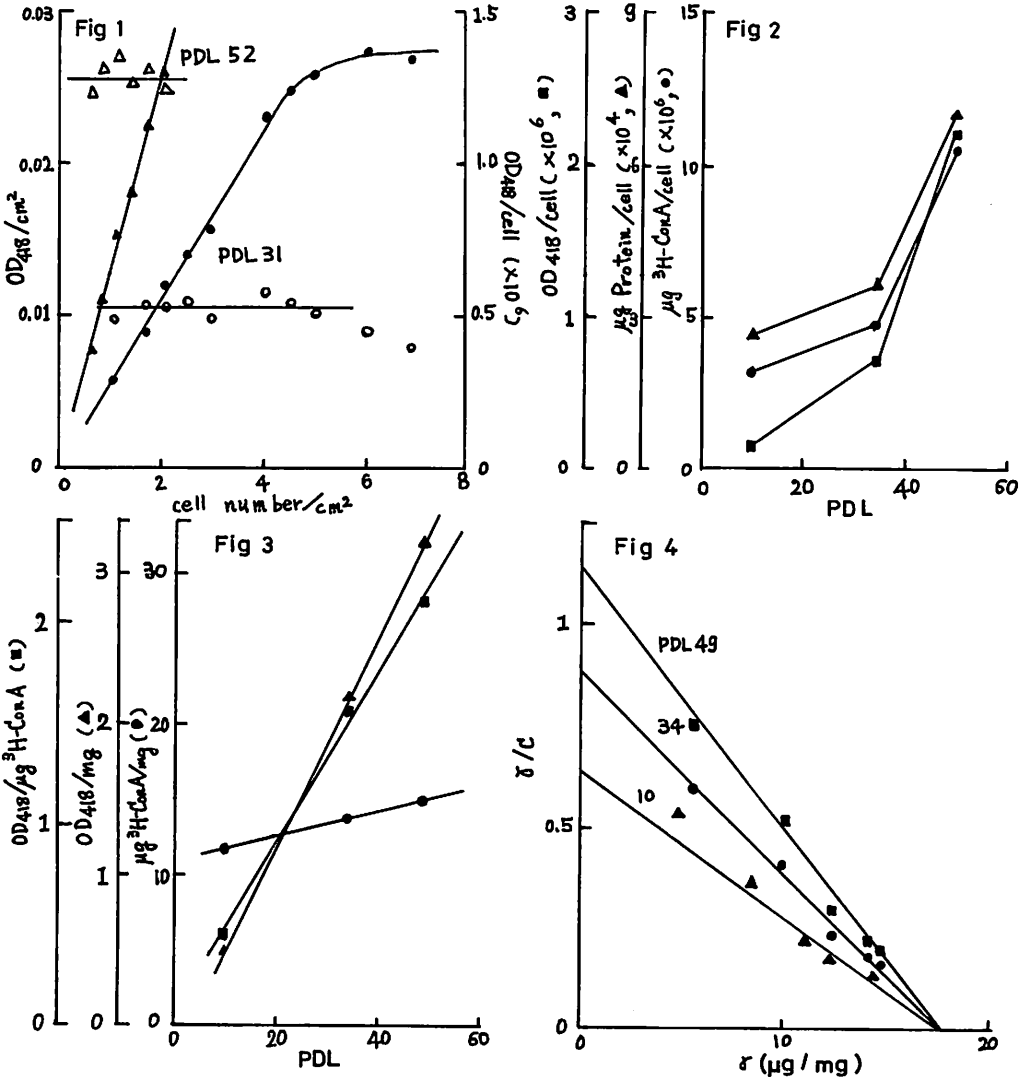 Fig 1
PDL 52
PDL 31
OD418/cm²
0.03
0.02
0.01
0
0 2 4 6 8
cell number/cm²
1.5
1.0
0.5
0
OD418/cell (×10⁶)
Fig 2
OD418/cell (×10⁶, ■)
3
2
1
0
μg Protein/cell (×10⁴, ▲)
0
μg ³H-ConA/cell (×10⁶, ●)
15
10
5
0
0 20 40 60
PDL
Fig 3
OD418/μg ³H-ConA (■)
2
1
0
OD418/mg (▲)
3
2
1
0
μg ³H-ConA/mg (●)
30
20
10
0
0 20 40 60
PDL
Fig 4
PDL 49
34
10
γ/C
1
0.5
0
0 10 20
γ (μg/mg)